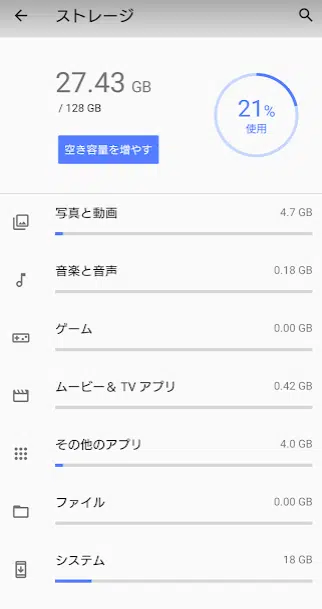 ストレージ
27.43 GB
/ 128 GB
21%
使用
空き容量を増やす
写真と動画 4.7 GB
音楽と音声 0.18 GB
ゲーム 0.00 GB
ムービー& TV アプリ 0.42 GB
その他のアプリ 4.0 GB
ファイル 0.00 GB
システム 18 GB